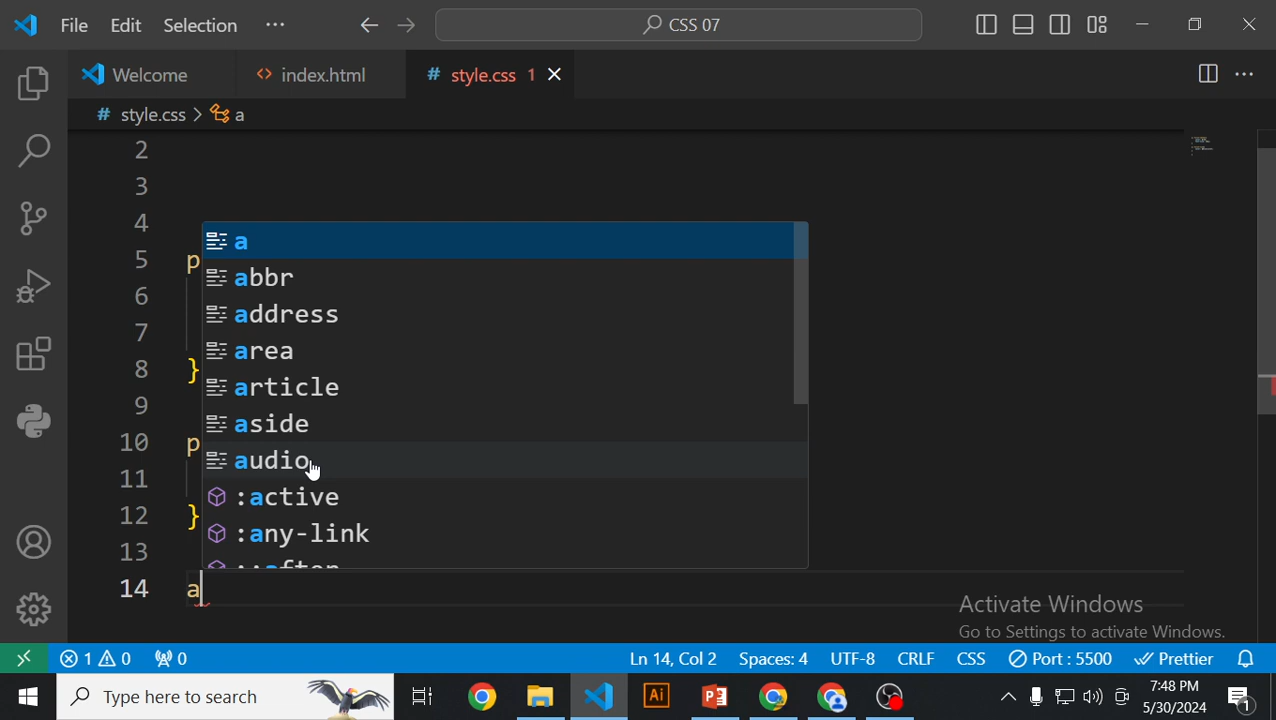 File Edit Selection ··· CSS 07
Welcome index.html style.css 1
style.css > a
2
3
4
5 p
6
7
8 }
9
10 p
11
12 }
13
14 a
a
abbr
address
area
article
aside
audio
:active
:any-link
::after
Activate Windows
Go to Settings to activate Windows.
1 0 0 Ln 14, Col 2 Spaces: 4 UTF-8 CRLF CSS Port : 5500 Prettier
Type here to search
7:48 PM
5/30/2024
1